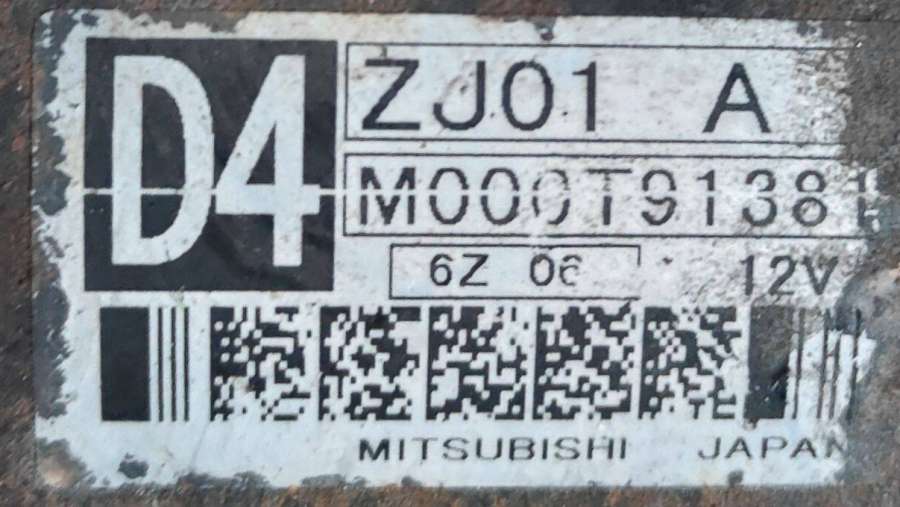 D4
ZJ01 A
M000T91381
6Z 06
12V
MITSUBISHI JAPAN